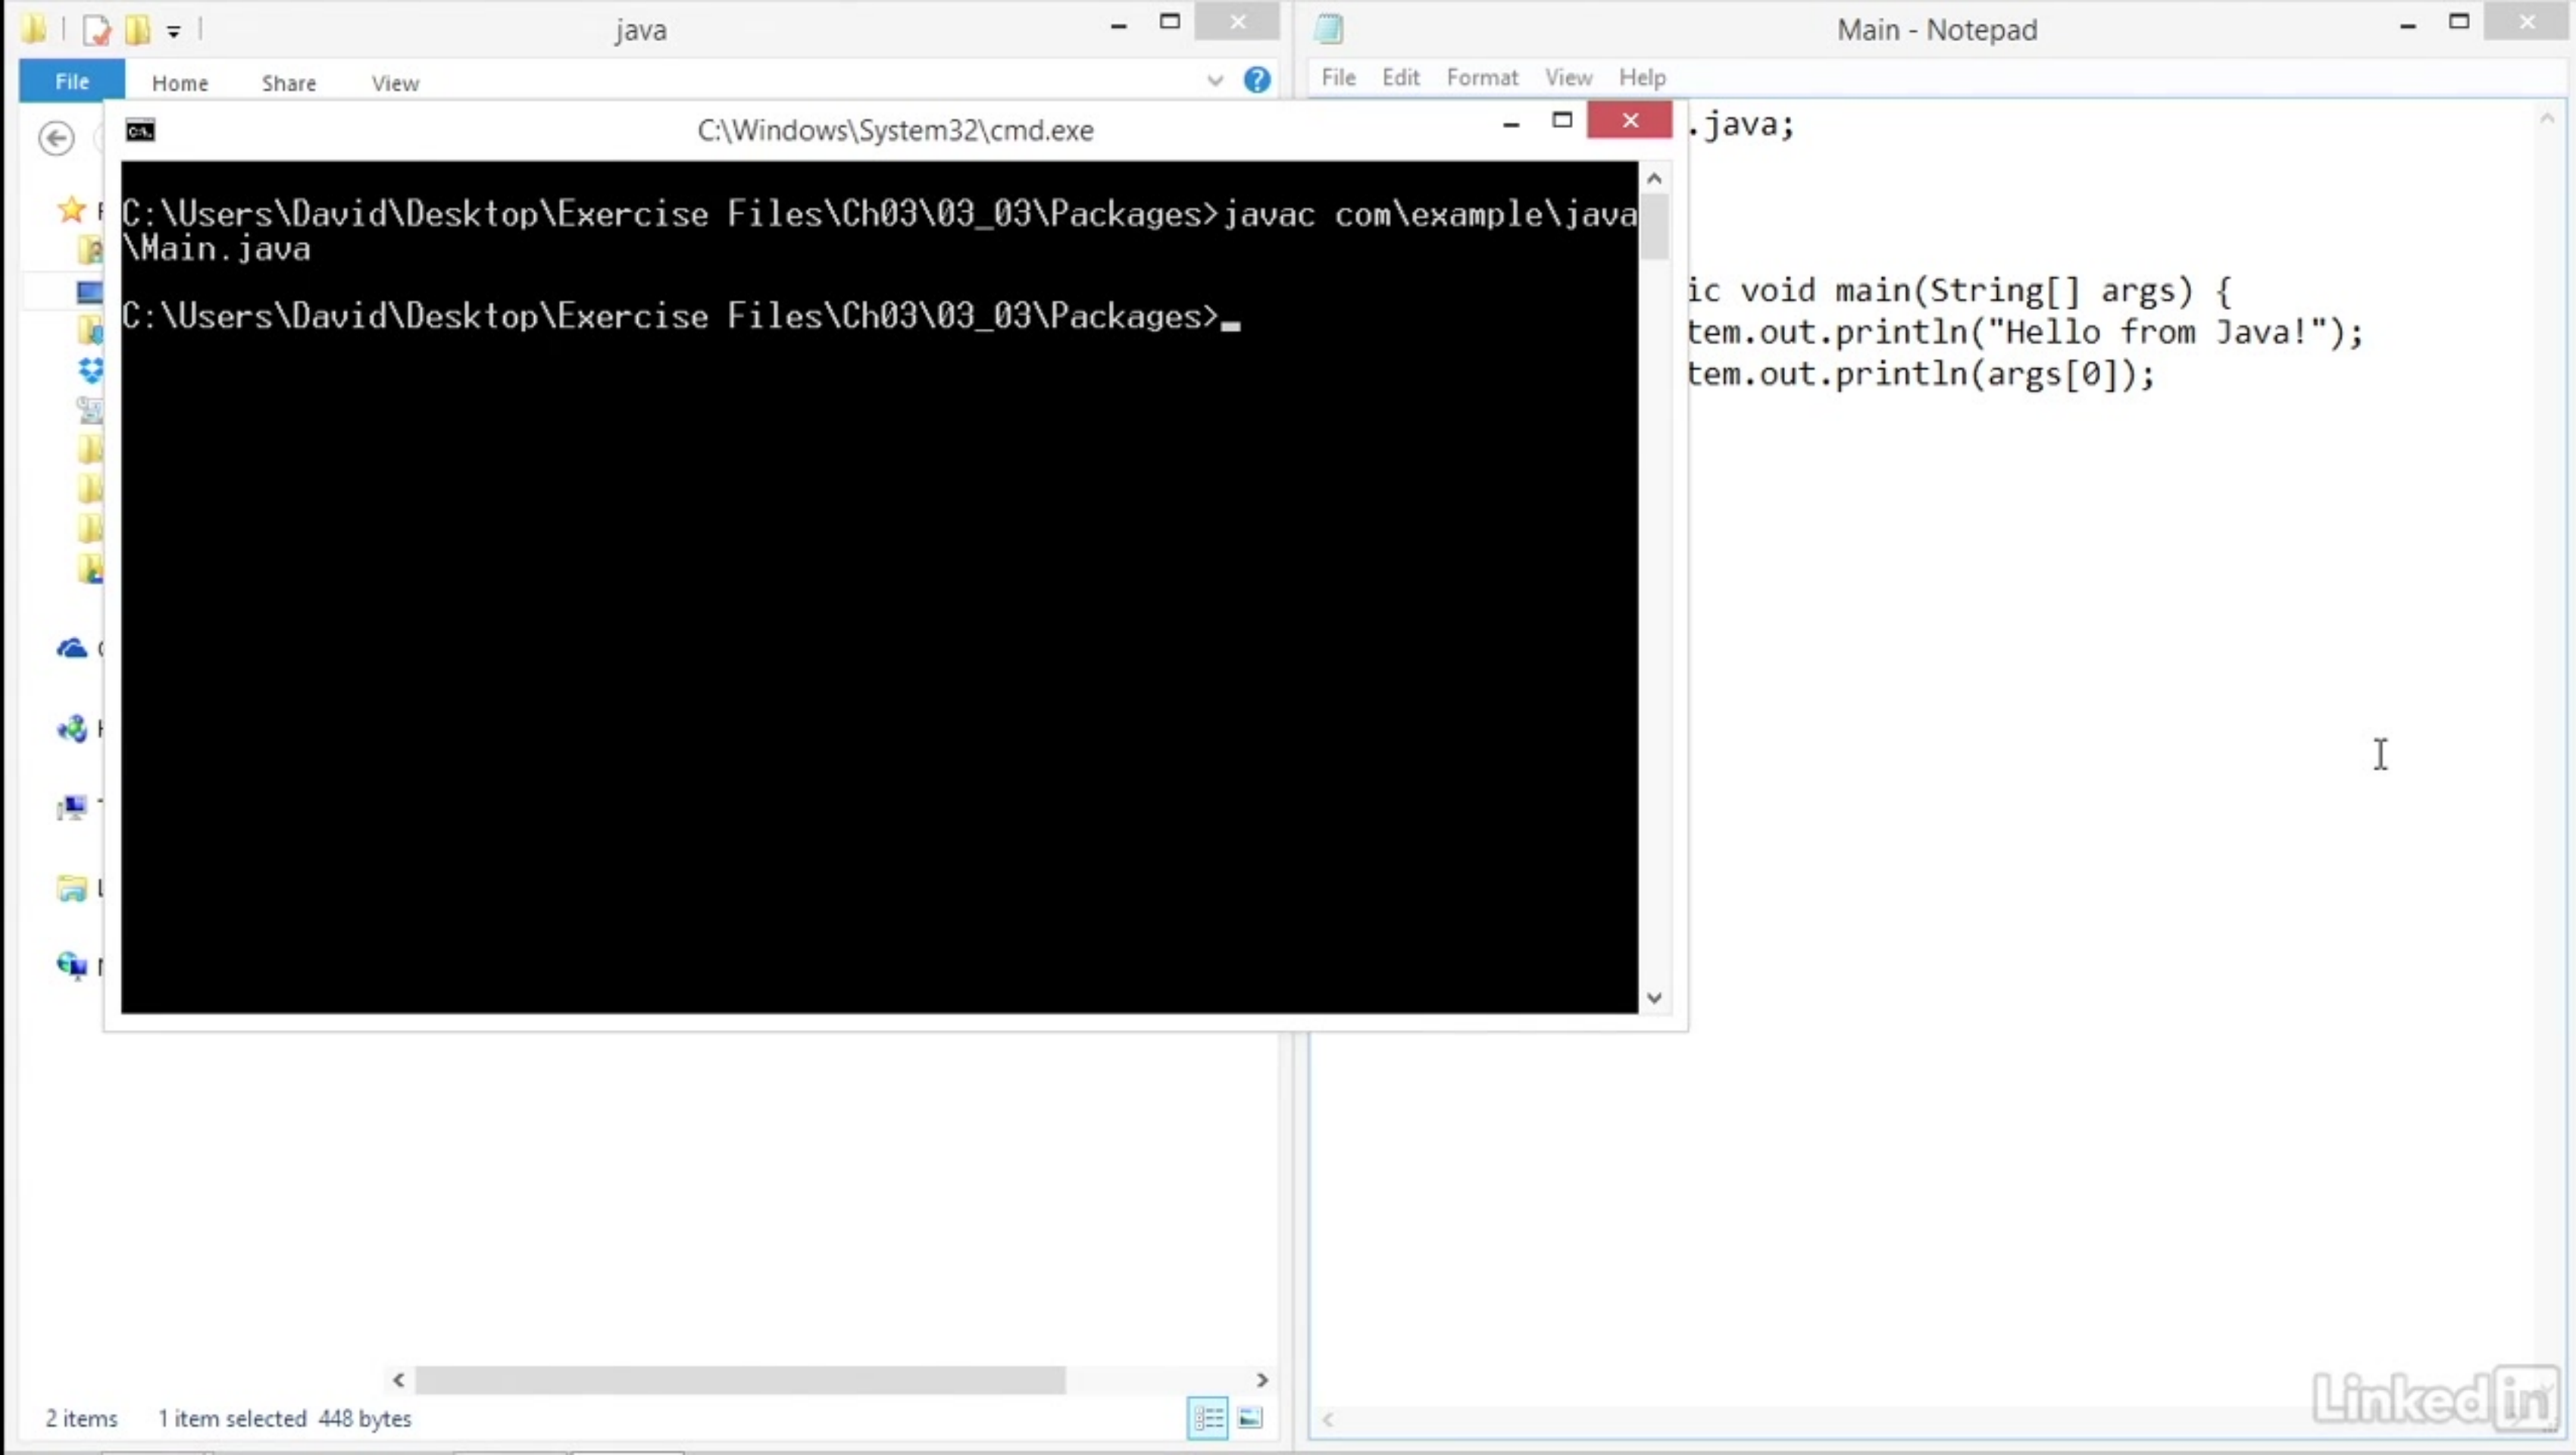 java
File Home Share View
C:\Windows\System32\cmd.exe
C:\Users\David\Desktop\Exercise Files\Ch03\03_03\Packages>javac com\example\java
\Main.java
C:\Users\David\Desktop\Exercise Files\Ch03\03_03\Packages>
2 items 1 item selected 448 bytes
Main - Notepad
File Edit Format View Help
.java;
ic void main(String[] args) {
tem.out.println("Hello from Java!");
tem.out.println(args[0]);
Linked in